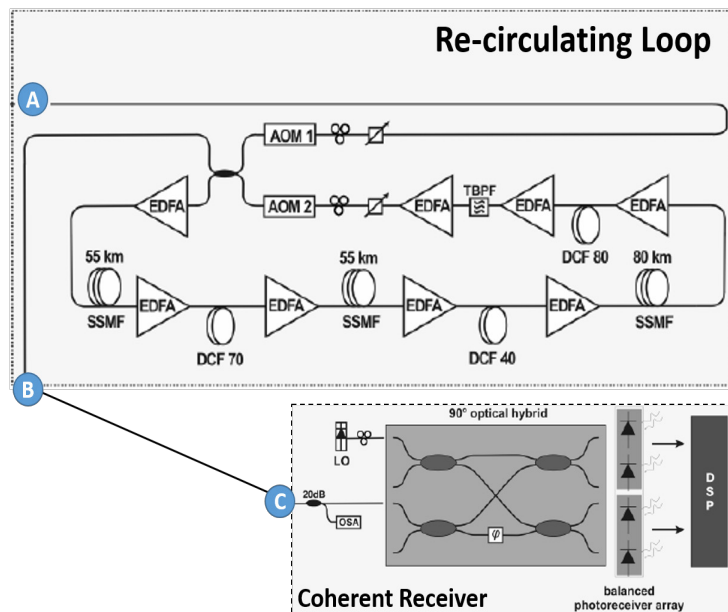 Re-circulating Loop
A
AOM 1
TBPF
EDFA
AOM 2
EDFA
EDFA
EDFA
DCF 80
55 km
55 km
80 km
EDFA
EDFA
EDFA
EDFA
SSMF
SSMF
SSMF
DCF 70
DCF 40
B
90° optical hybrid
LO
20dB
C
OSA
φ
D
S
P
balanced
photoreceiver array
Coherent Receiver